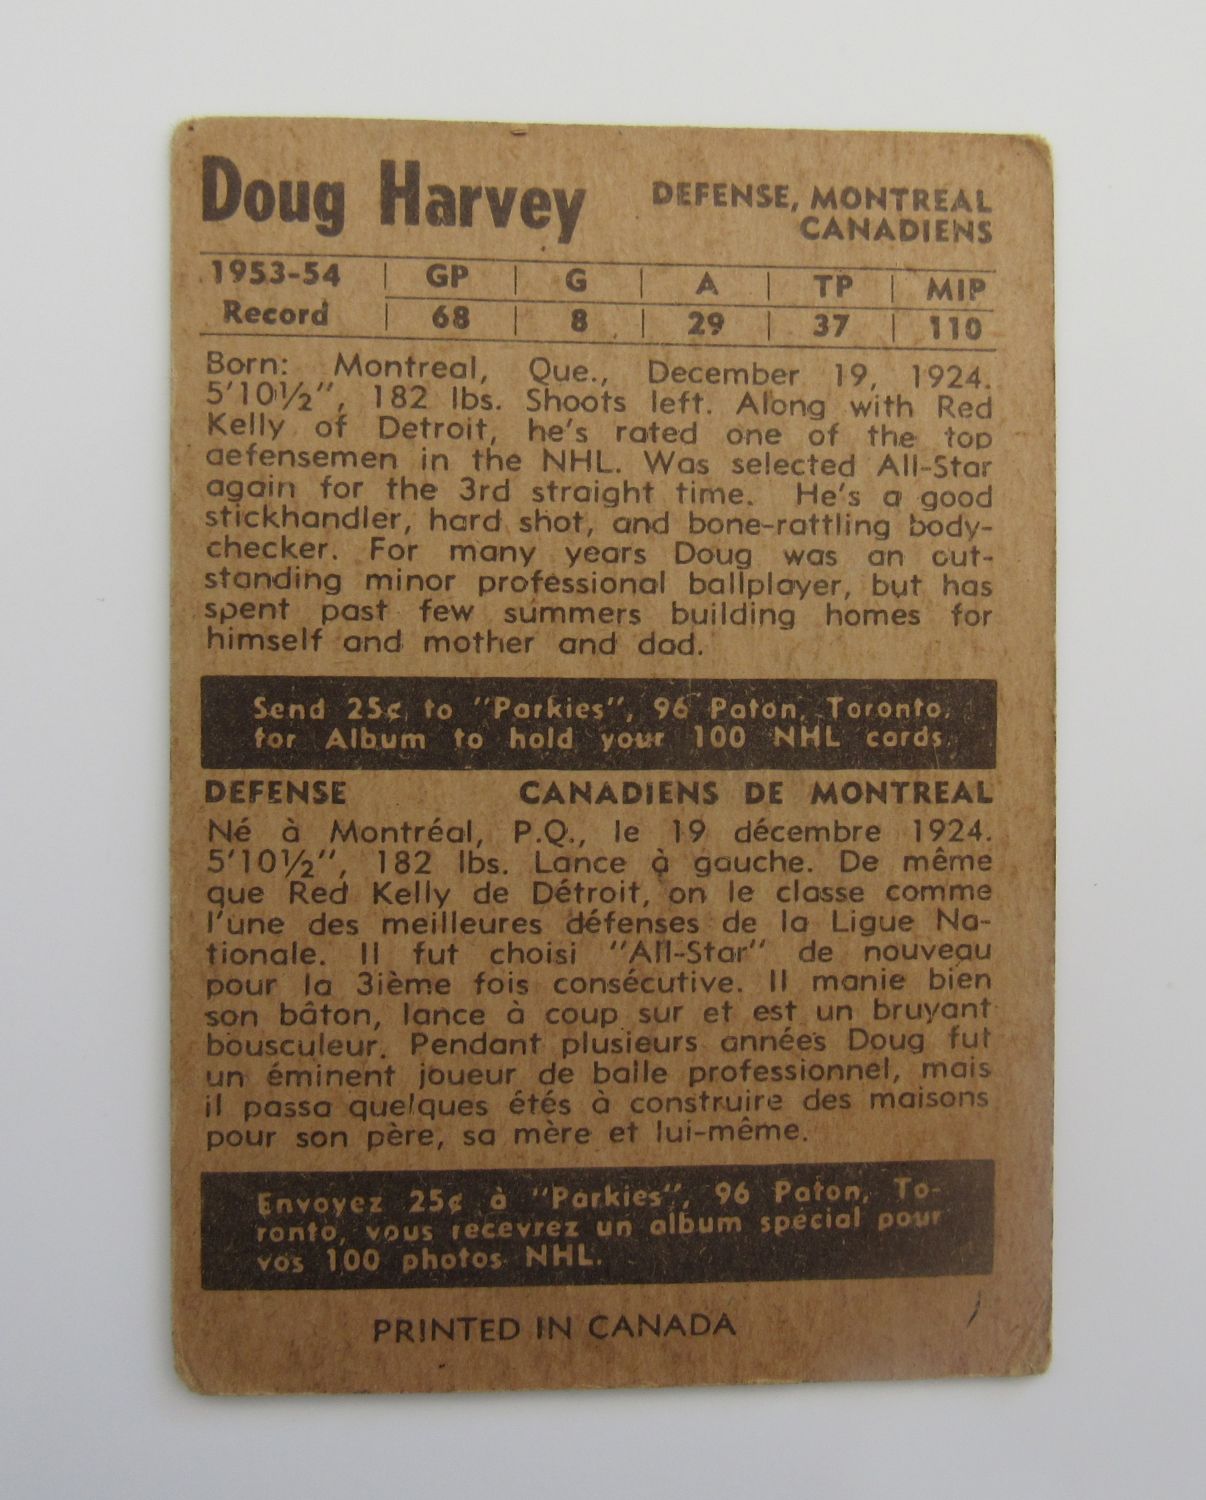 Doug Harvey DEFENSE, MONTREAL
CANADIENS
1953-54 | GP | G | A | TP | MIP
Record | 68 | 8 | 29 | 37 | 110
Born: Montreal, Que., December 19, 1924.
5'10½", 182 lbs. Shoots left. Along with Red
Kelly of Detroit, he's rated one of the top
defensemen in the NHL. Was selected All-Star
again for the 3rd straight time. He's a good
stickhandler, hard shot, and bone-rattling body-
checker. For many years Doug was an out-
standing minor professional ballplayer, but has
spent past few summers building homes for
himself and mother and dad.
Send 25¢ to "Parkies", 96 Paton, Toronto,
for Album to hold your 100 NHL cards.
DEFENSE CANADIENS DE MONTREAL
Né à Montréal, P.Q., le 19 décembre 1924.
5'10½", 182 lbs. Lance à gauche. De même
que Red Kelly de Détroit, on le classe comme
l'une des meilleures défenses de la Ligue Na-
tionale. Il fut choisi "All-Star" de nouveau
pour la 3ième fois consécutive. Il manie bien
son bâton, lance à coup sur et est un bruyant
bousculeur. Pendant plusieurs années Doug fut
un éminent joueur de balle professionnel, mais
il passa quelques étés à construire des maisons
pour son père, sa mère et lui-même.
Envoyez 25¢ à "Parkies", 96 Paton, To-
ronto, vous recevrez un album spécial pour
vos 100 photos NHL.
PRINTED IN CANADA